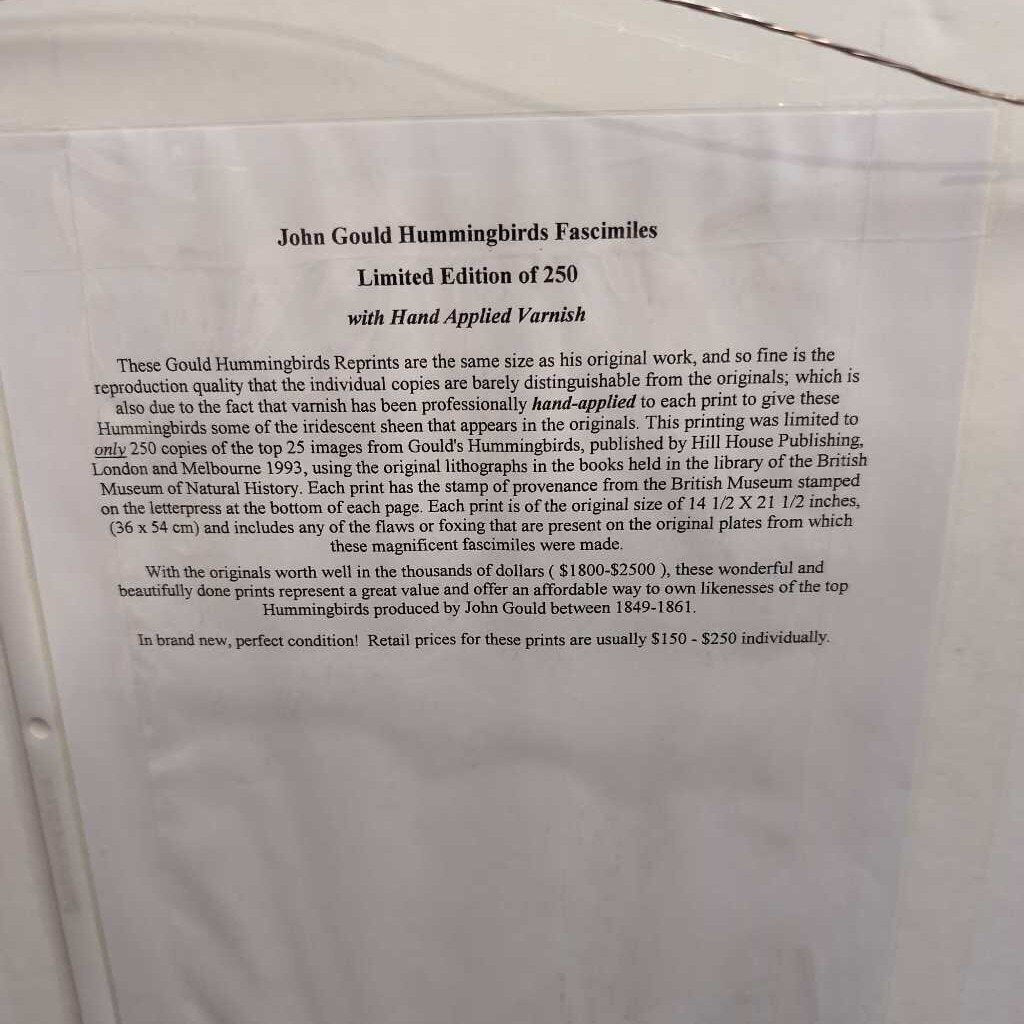 John Gould Hummingbirds Fascimiles
Limited Edition of 250
with Hand Applied Varnish
These Gould Hummingbirds Reprints are the same size as his original work, and so fine is the
reproduction quality that the individual copies are barely distinguishable from the originals; which is
also due to the fact that varnish has been professionally hand-applied to each print to give these
Hummingbirds some of the iridescent sheen that appears in the originals. This printing was limited to
only 250 copies of the top 25 images from Gould's Hummingbirds, published by Hill House Publishing,
London and Melbourne 1993, using the original lithographs in the books held in the library of the British
Museum of Natural History. Each print has the stamp of provenance from the British Museum stamped
on the letterpress at the bottom of each page. Each print is of the original size of 14 1/2 X 21 1/2 inches,
(36 x 54 cm) and includes any of the flaws or foxing that are present on the original plates from which
these magnificent fascimiles were made.
With the originals worth well in the thousands of dollars ( $1800-$2500 ), these wonderful and
beautifully done prints represent a great value and offer an affordable way to own likenesses of the top
Hummingbirds produced by John Gould between 1849-1861.
In brand new, perfect condition! Retail prices for these prints are usually $150 - $250 individually.